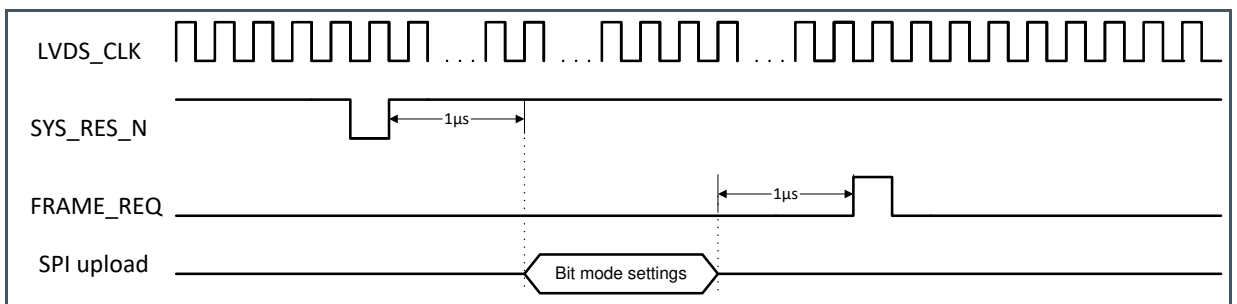 LVDS_CLK
. . .
. . .
. . .
SYS_RES_N
1µs
FRAME_REQ
1µs
SPI upload
Bit mode settings